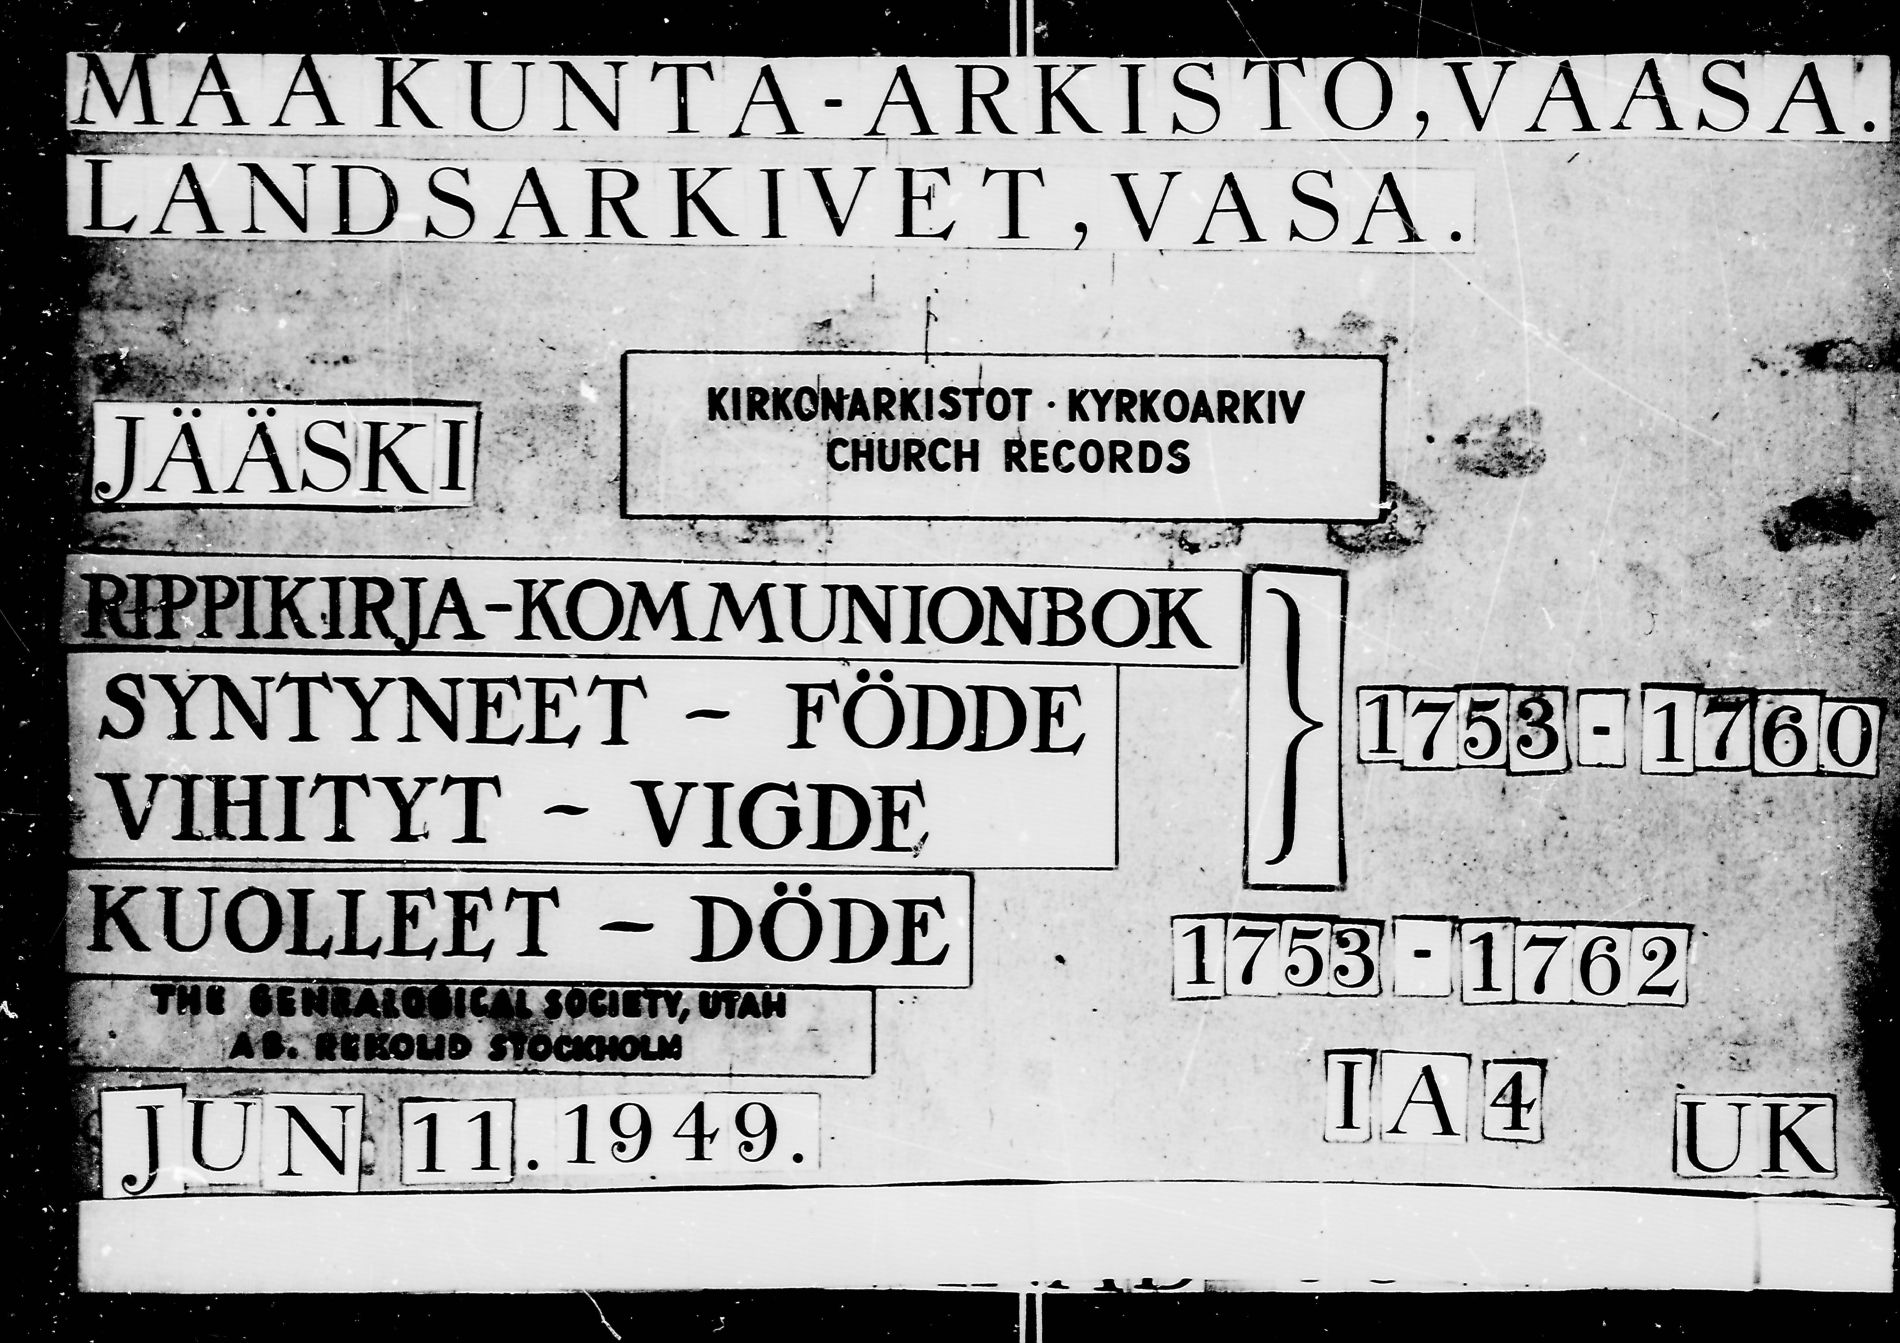 MAAKUNTA-ARKISTO, VAASA.
LANDSARKIVET, VASA.
KIRKONARKISTOT · KYRKOARKIV
CHURCH RECORDS
JÄÄSKI
RIPPIKIRJA-KOMMUNIONBOK
SYNTYNEET - FÖDDE
VIHITYT - VIGDE
} 1753-1760
KUOLLEET - DÖDE
1753-1762
THE GENEALOGICAL SOCIETY, UTAH
AB. REKOLID STOCKHOLM
JUN 11. 1949.
IA4
UK